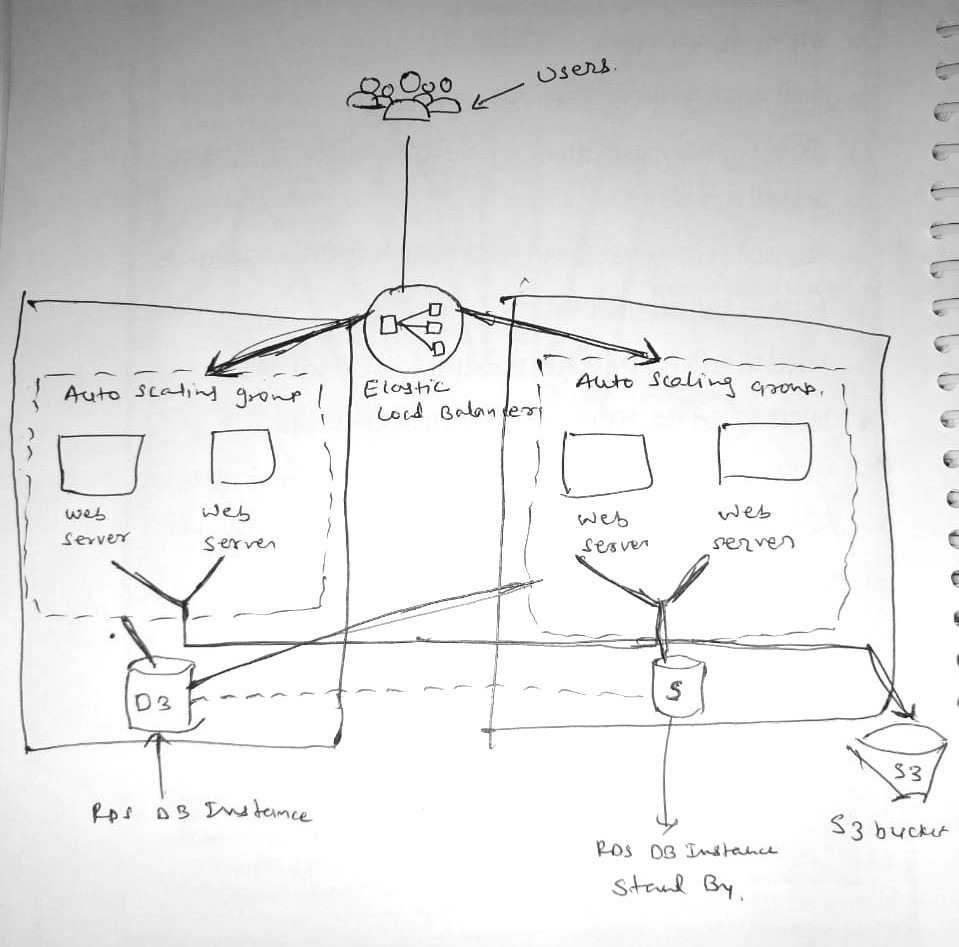 Users.
Auto Scaling group
Elastic
Load Balancer
Auto Scaling group.
web
server
web
server
web
server
web
server
DB
S
S3
RDS DB Instance
S3 bucket
RDS DB Instance
Stand By.